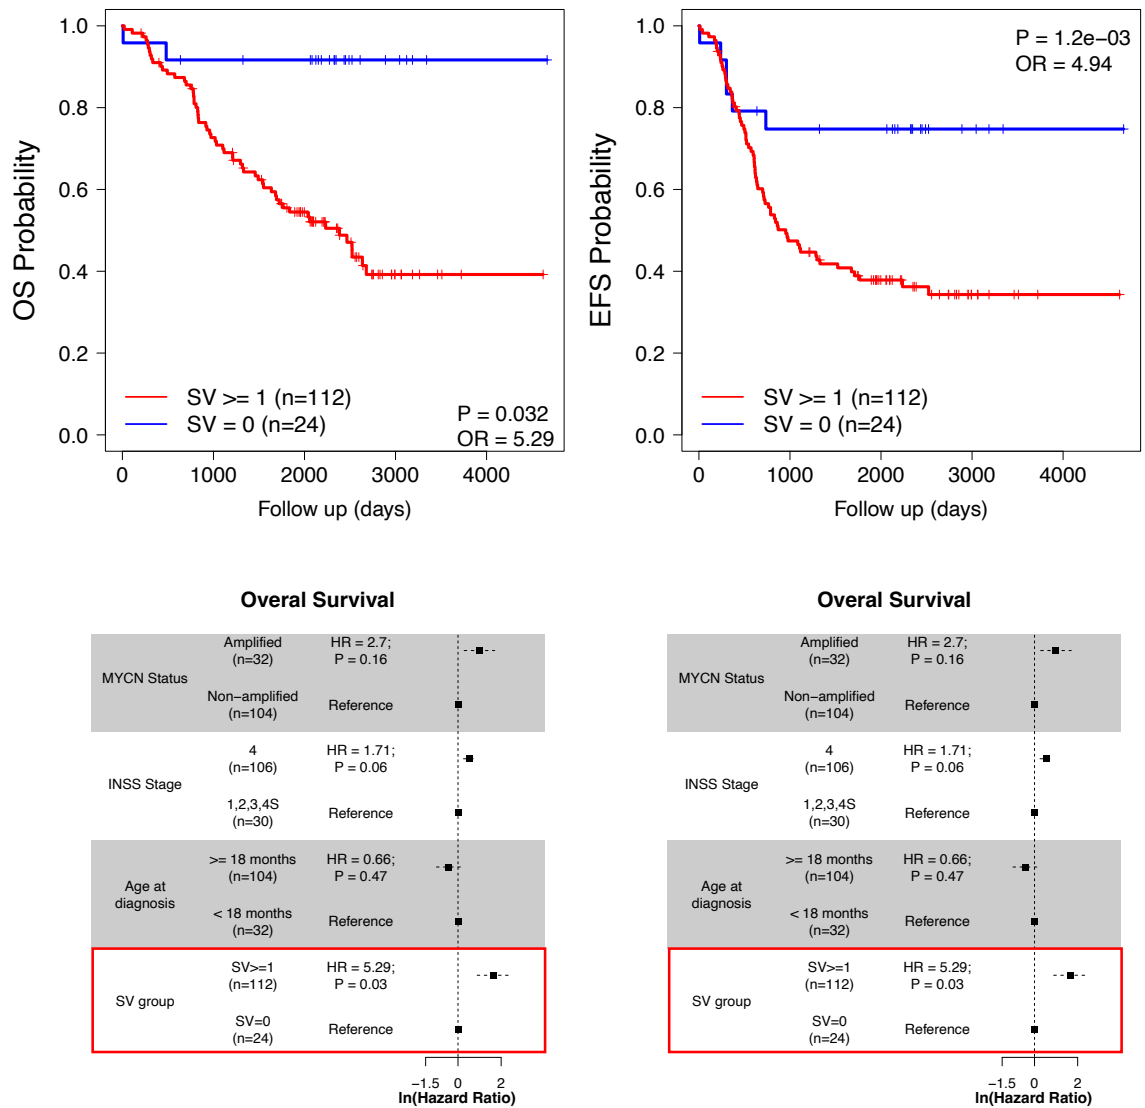 OS Probability
1.0
0.8
0.6
0.4
0.2
0.0
SV >= 1 (n=112)
SV = 0 (n=24)
P = 0.032
OR = 5.29
0 1000 2000 3000 4000
Follow up (days)
EFS Probability
1.0
0.8
0.6
0.4
0.2
0.0
P = 1.2e−03
OR = 4.94
SV >= 1 (n=112)
SV = 0 (n=24)
0 1000 2000 3000 4000
Follow up (days)
Overal Survival
MYCN Status
Amplified
(n=32)
HR = 2.7;
P = 0.16
Non−amplified
(n=104)
Reference
INSS Stage
4
(n=106)
HR = 1.71;
P = 0.06
1,2,3,4S
(n=30)
Reference
Age at
diagnosis
>= 18 months
(n=104)
HR = 0.66;
P = 0.47
< 18 months
(n=32)
Reference
SV group
SV>=1
(n=112)
HR = 5.29;
P = 0.03
SV=0
(n=24)
Reference
−1.5 0 2
ln(Hazard Ratio)
Overal Survival
MYCN Status
Amplified
(n=32)
HR = 2.7;
P = 0.16
Non−amplified
(n=104)
Reference
INSS Stage
4
(n=106)
HR = 1.71;
P = 0.06
1,2,3,4S
(n=30)
Reference
Age at
diagnosis
>= 18 months
(n=104)
HR = 0.66;
P = 0.47
< 18 months
(n=32)
Reference
SV group
SV>=1
(n=112)
HR = 5.29;
P = 0.03
SV=0
(n=24)
Reference
−1.5 0 2
ln(Hazard Ratio)